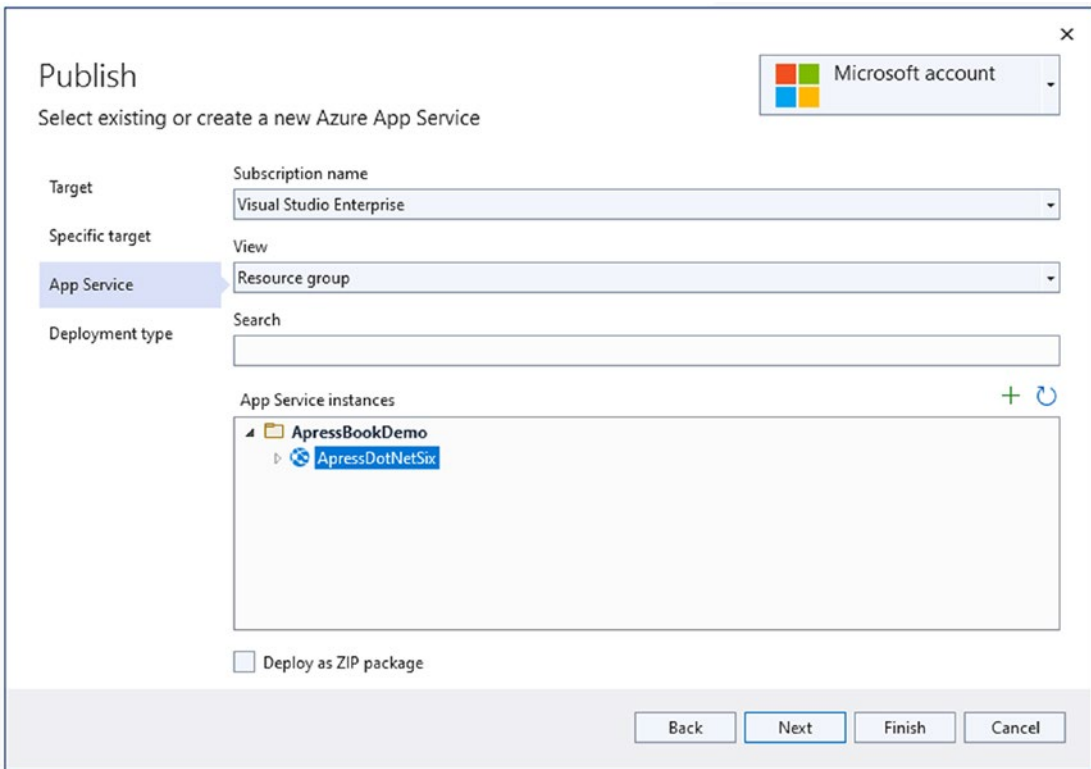 Publish
Microsoft account
Select existing or create a new Azure App Service
Target
Specific target
App Service
Deployment type
Subscription name
Visual Studio Enterprise
View
Resource group
Search
App Service instances
ApressBookDemo
ApressDotNetSix
Deploy as ZIP package
Back Next Finish Cancel